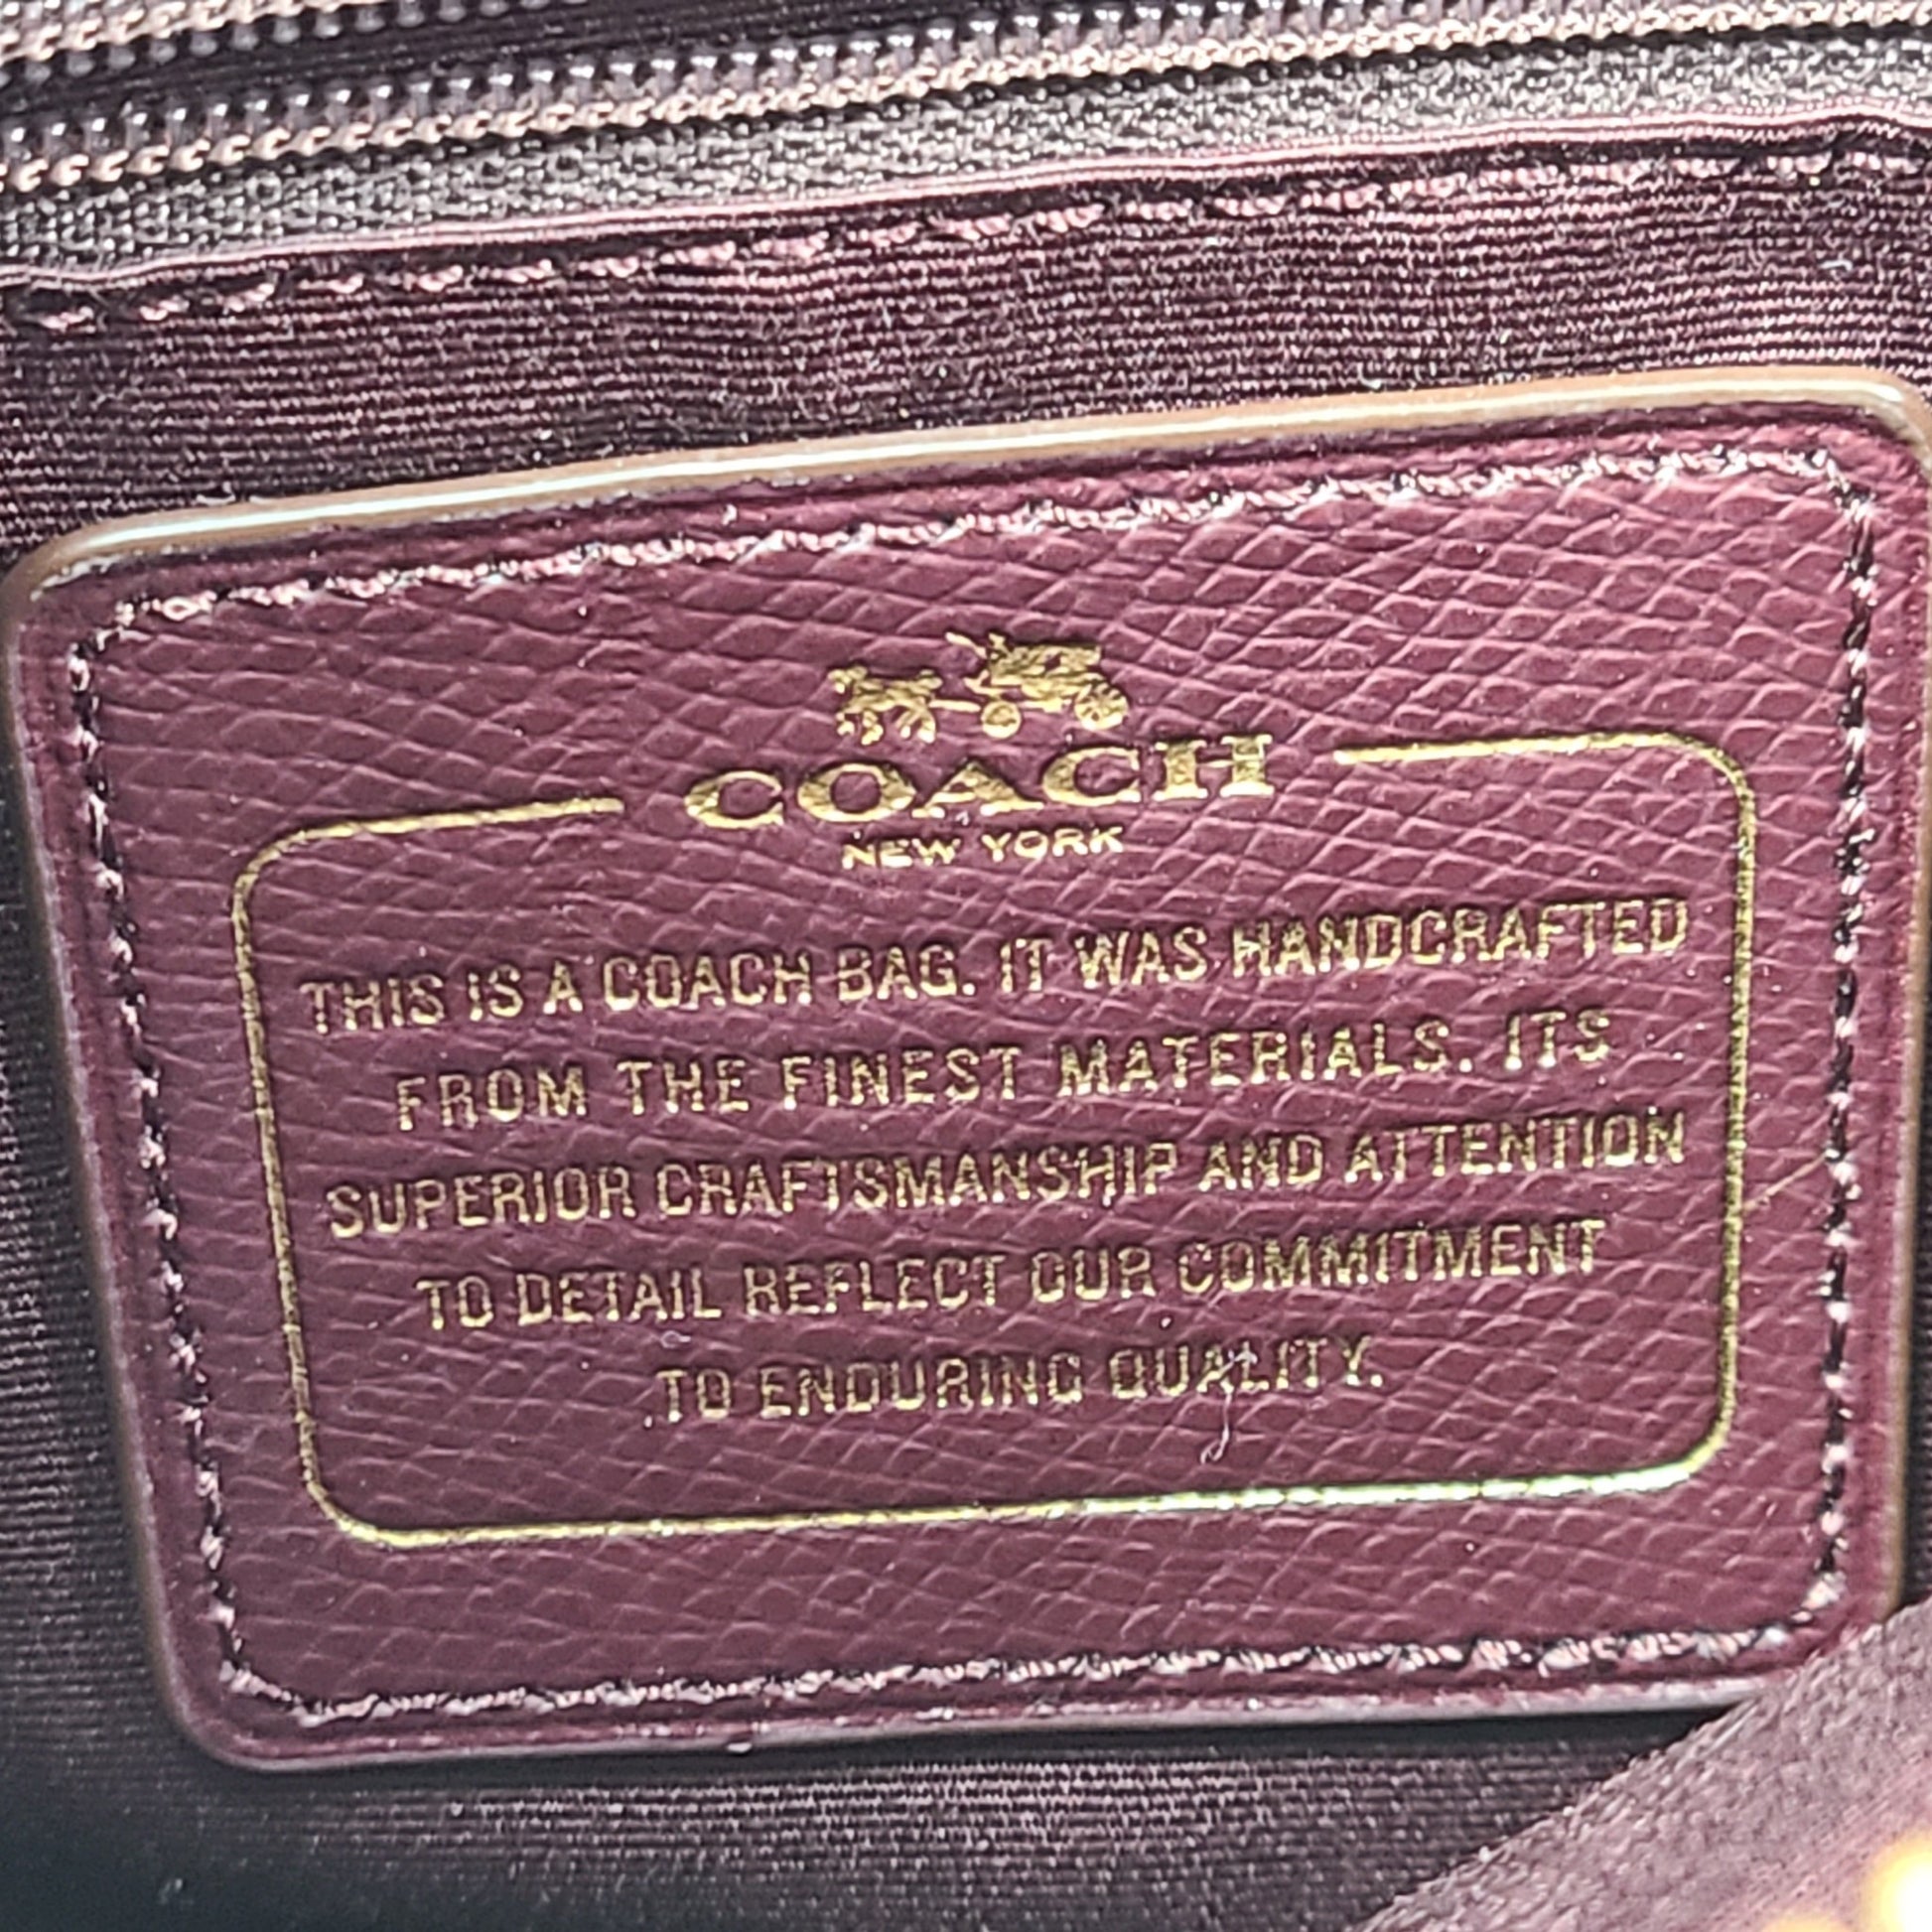 COACH
NEW YORK
THIS IS A COACH BAG. IT WAS HANDCRAFTED
FROM THE FINEST MATERIALS. ITS
SUPERIOR CRAFTSMANSHIP AND ATTENTION
TO DETAIL REFLECT OUR COMMITMENT
TO ENDURING QUALITY.